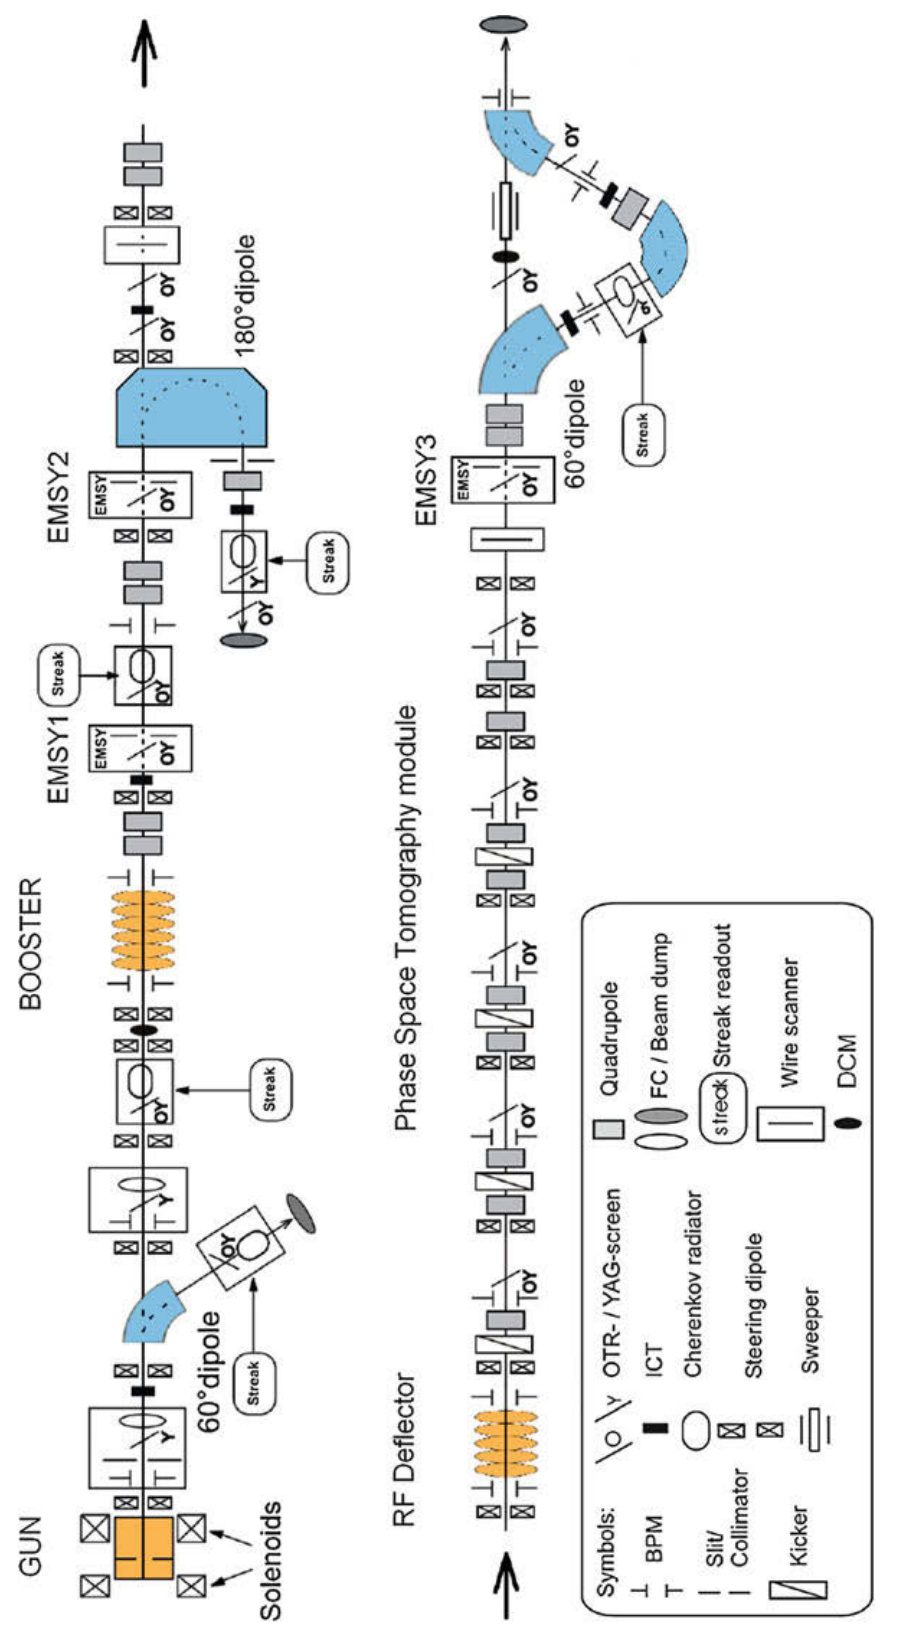 GUN
BOOSTER
EMSY1
EMSY2
Solenoids
60°dipole
180°dipole
Y
Y
OY
OY
OY
OY
OY
Y
OY
EMSY
OY
EMSY
OY
OY
Streak
Streak
Streak
Streak
RF Deflector
Phase Space Tomography module
EMSY3
60°dipole
OY
OY
OY
OY
OY
EMSY
OY
OY
OY
OY
Streak
Symbols:
OTR- / YAG-screen
O Y
Quadrupole
BPM
ICT
FC / Beam dump
Slit/
Collimator
Cherenkov radiator
streak
Streak readout
Steering dipole
Wire scanner
Kicker
Sweeper
DCM